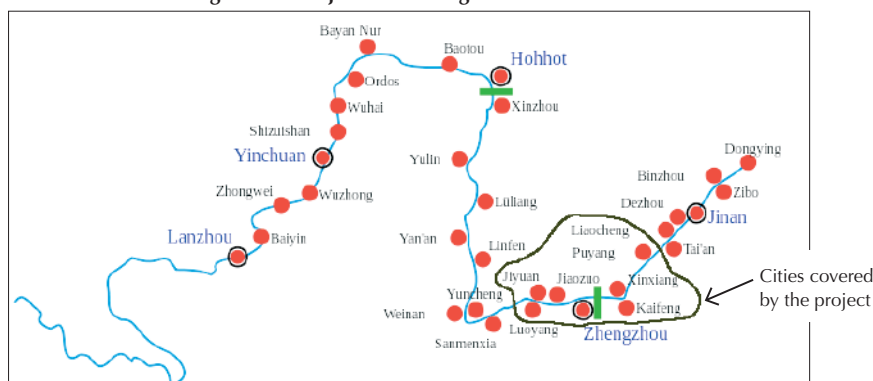 Bayan Nur
Baotou
Hohhot
Ordos
Wuhai
Xinzhou
Shizuishan
Yinchuan
Yulin
Dongying
Binzhou
Zibo
Zhongwei
Wuzhong
Lüliang
Dezhou
Jinan
Lanzhou
Baiyin
Yan'an
Linfen
Liaocheng
Puyang
Tai'an
Jiyuan
Jiaozuo
Xinxiang
Cities covered
by the project
Yuncheng
Weinan
Luoyang
Kaifeng
Zhengzhou
Sanmenxia